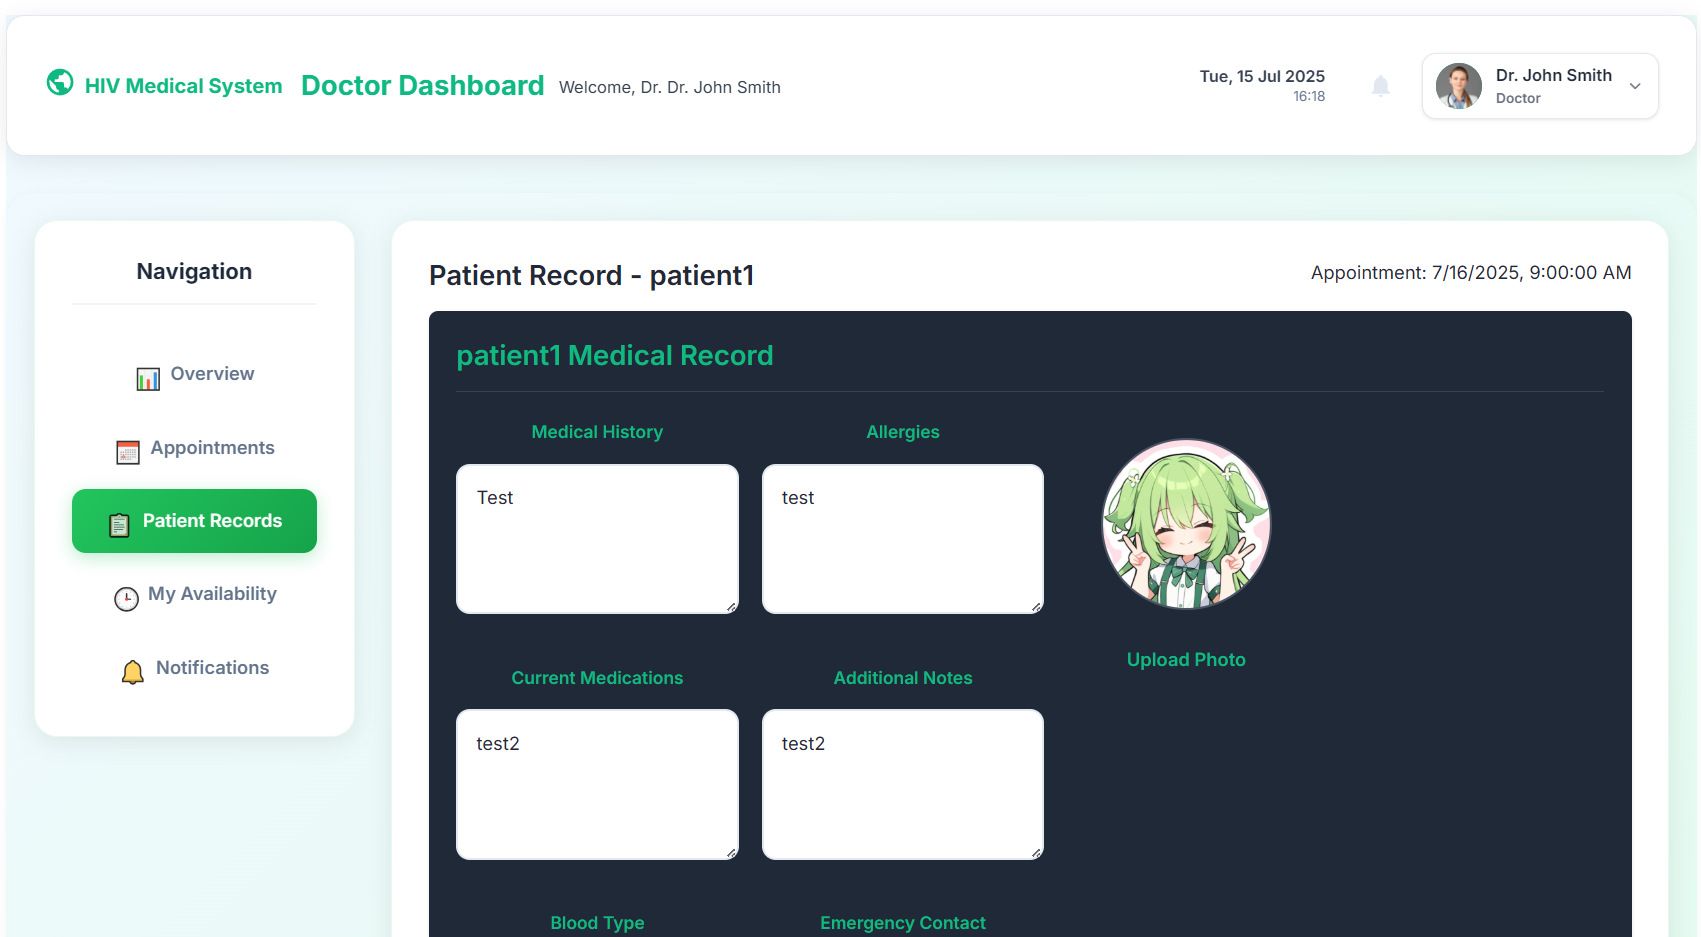 HIV Medical System
Doctor Dashboard
Welcome, Dr. Dr. John Smith
Tue, 15 Jul 2025
16:18
Dr. John Smith
Doctor
Navigation
Overview
Appointments
Patient Records
My Availability
Notifications
Patient Record - patient1
Appointment: 7/16/2025, 9:00:00 AM
patient1 Medical Record
Medical History
Allergies
Test
test
Upload Photo
Current Medications
Additional Notes
test2
test2
Blood Type
Emergency Contact